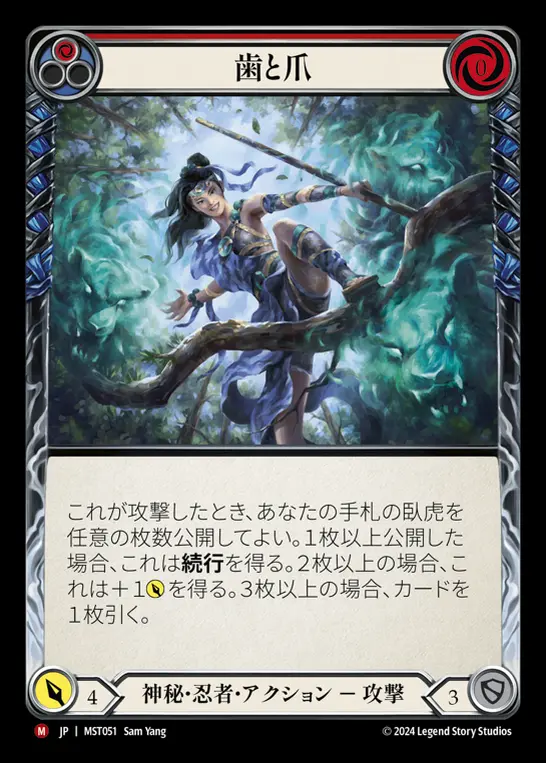 歯と爪
0
これが攻撃したとき、あなたの手札の臥虎を
任意の枚数公開してよい。1枚以上公開した
場合、これは続行を得る。2枚以上の場合、こ
れは＋1を得る。3枚以上の場合、カードを
1枚引く。
4
神秘・忍者・アクション － 攻撃
3
M JP | MST051 Sam Yang
© 2024 Legend Story Studios